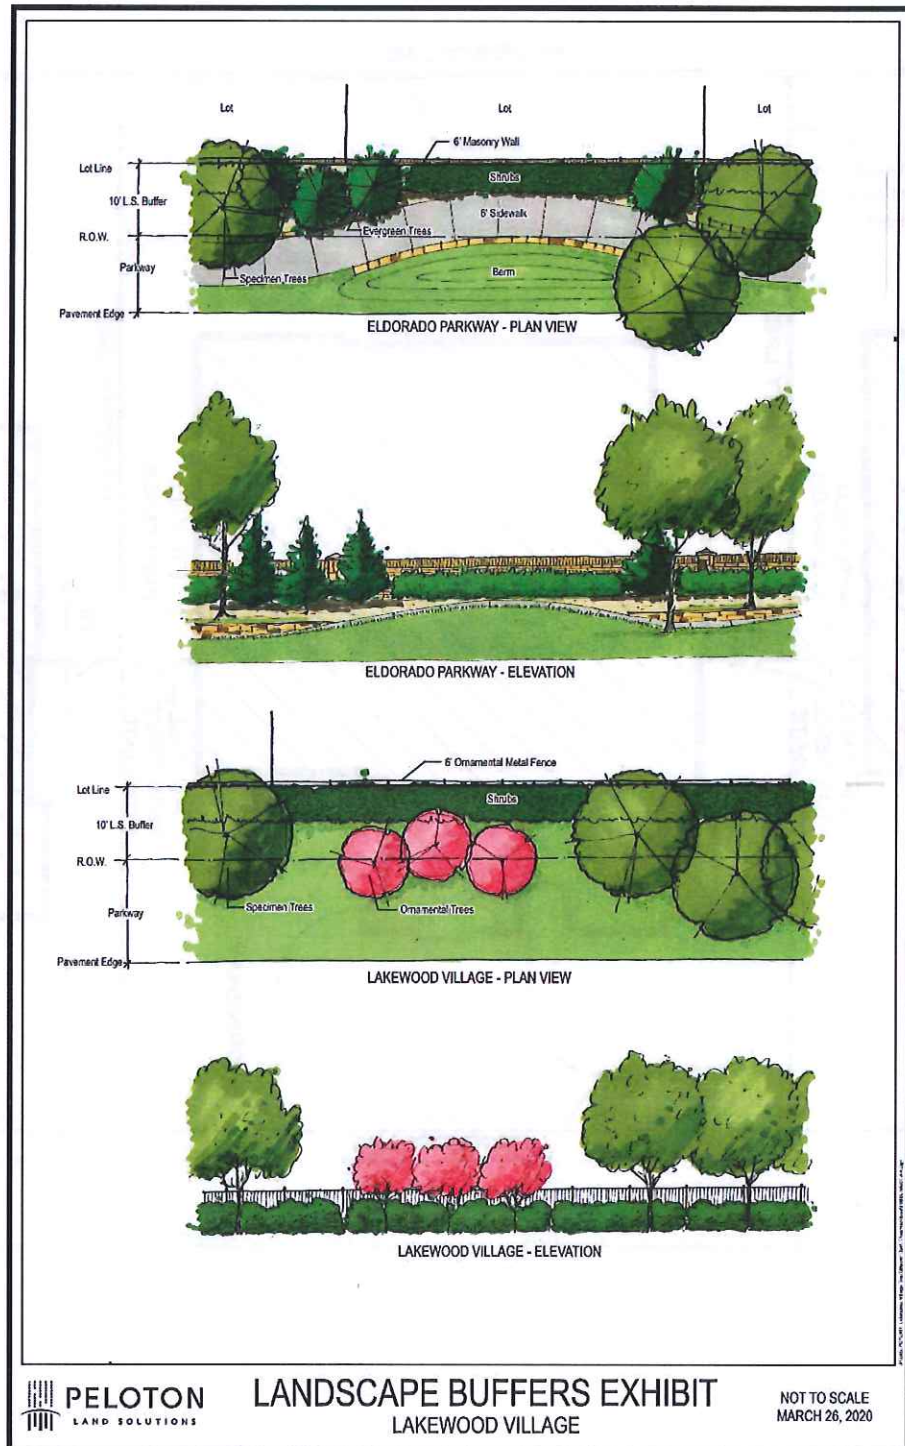 Lot Lot Lot
6' Masonry Wall
Lot Line
Shrubs
10' L.S. Buffer
6' Sidewalk
Evergreen Trees
R.O.W.
Parkway
Specimen Trees
Berm
Pavement Edge
ELDORADO PARKWAY - PLAN VIEW
ELDORADO PARKWAY - ELEVATION
6' Ornamental Metal Fence
Lot Line
Shrubs
10' L.S. Buffer
R.O.W.
Specimen Trees
Ornamental Trees
Parkway
Pavement Edge
LAKEWOOD VILLAGE - PLAN VIEW
LAKEWOOD VILLAGE - ELEVATION
PELOTON
LAND SOLUTIONS
LANDSCAPE BUFFERS EXHIBIT
LAKEWOOD VILLAGE
NOT TO SCALE
MARCH 26, 2020